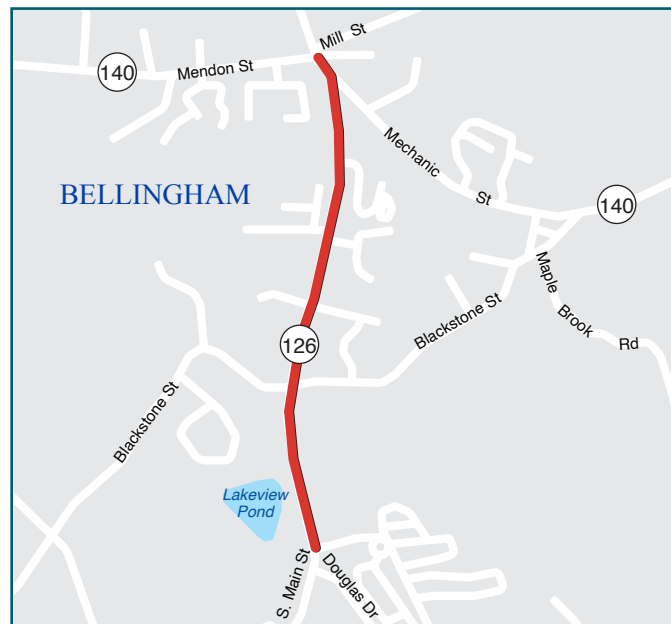 Mill St
140
Mendon St
Mechanic
St
BELLINGHAM
140
Maple
Brook
Rd
Blackstone St
126
Blackstone St
Lakeview
Pond
S. Main St
Douglas Dr